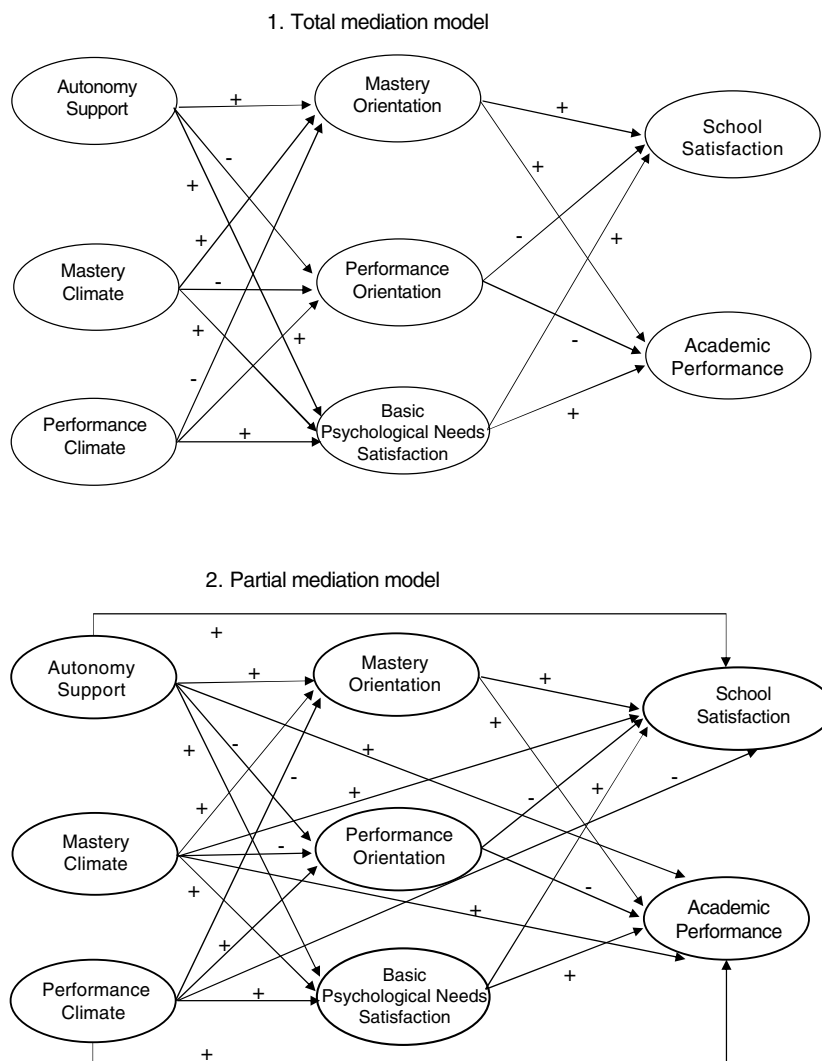 1. Total mediation model
Autonomy
Support
Mastery
Orientation
School
Satisfaction
Mastery
Climate
Performance
Orientation
Academic
Performance
Performance
Climate
Basic
Psychological Needs
Satisfaction
+
-
+
+
-
+
-
+
+
+
+
-
+
-
+
2. Partial mediation model
Autonomy
Support
Mastery
Orientation
School
Satisfaction
Mastery
Climate
Performance
Orientation
Academic
Performance
Performance
Climate
Basic
Psychological Needs
Satisfaction
+
+
+
+
+
-
+
+
-
+
-
+
-
+
-
+
+
-
+
+
+